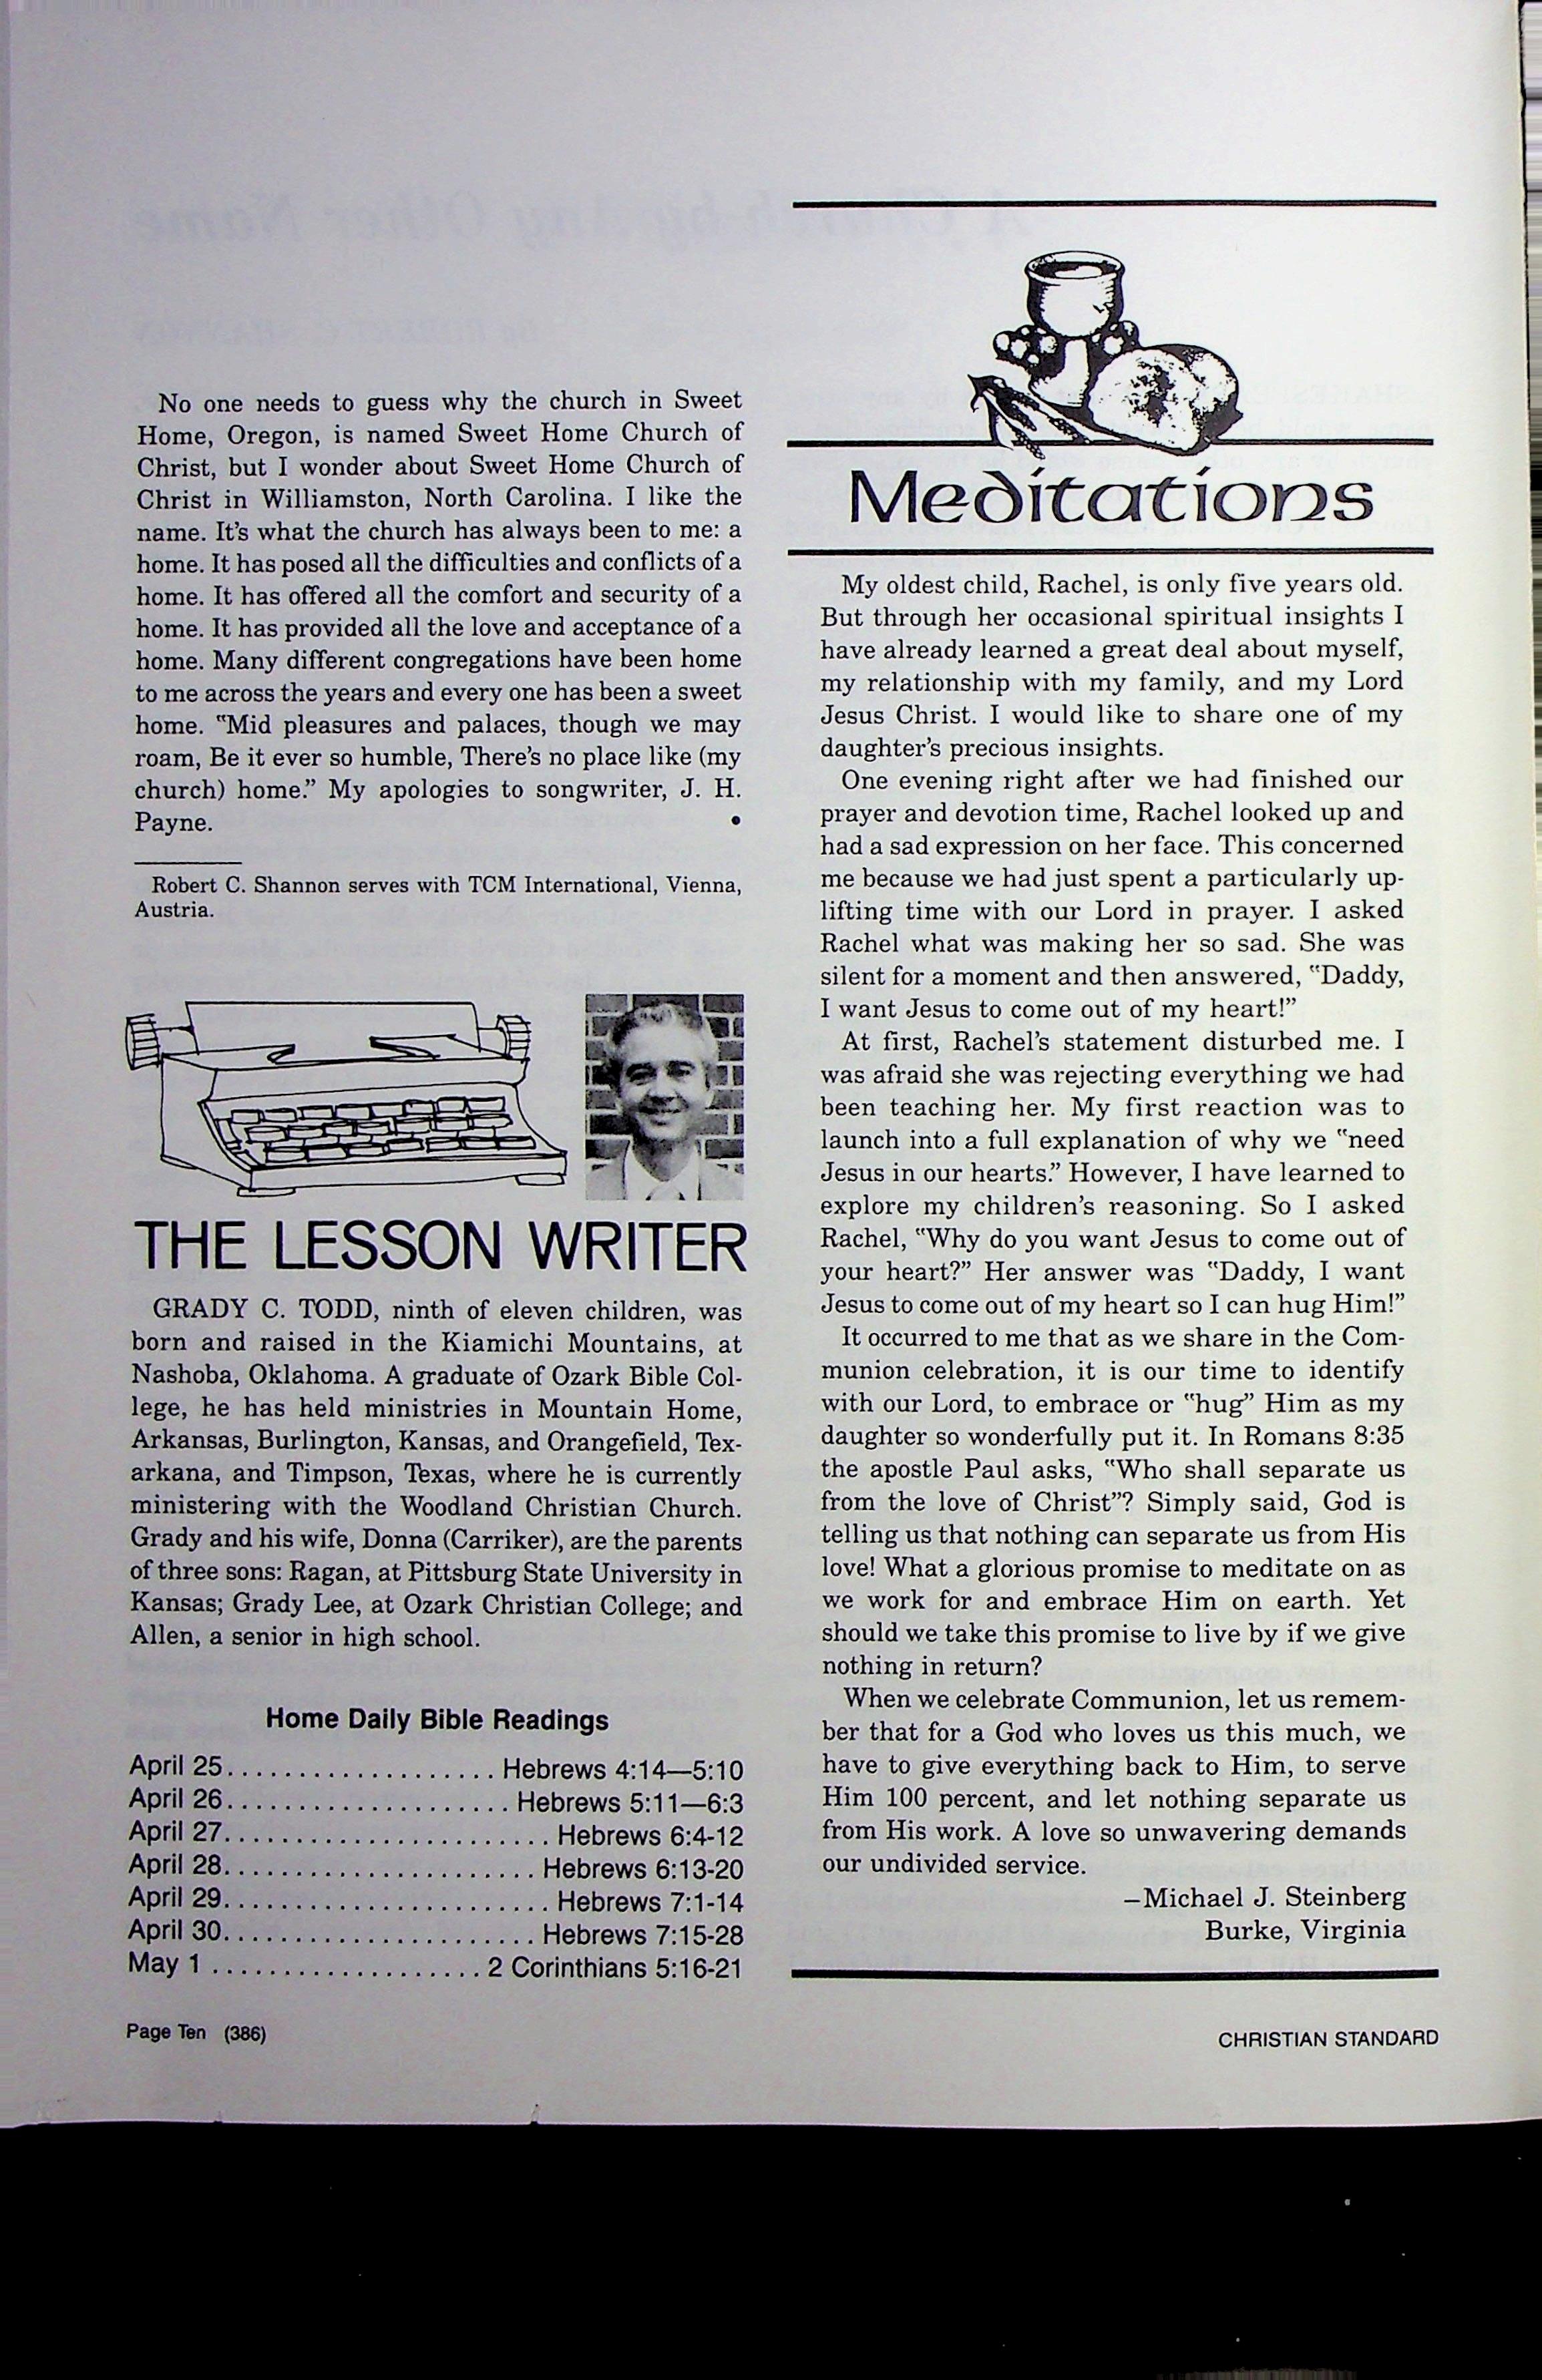 No one needs to guess why the church in Sweet
Home, Oregon, is named Sweet Home Church of
Christ, but I wonder about Sweet Home Church of
Christ in Williamston, North Carolina. I like the
name. It's what the church has always been to me: a
home. It has posed all the difficulties and conflicts of a
home. It has offered all the comfort and security of a
home. It has provided all the love and acceptance of a
home. Many different congregations have been home
to me across the years and every one has been a sweet
home. "Mid pleasures and palaces, though we may
roam, Be it ever so humble, There's no place like (my
church) home." My apologies to songwriter, J. H.
Payne. •
Robert C. Shannon serves with TCM International, Vienna,
Austria.
THE LESSON WRITER
GRADY C. TODD, ninth of eleven children, was
born and raised in the Kiamichi Mountains, at
Nashoba, Oklahoma. A graduate of Ozark Bible Col-
lege, he has held ministries in Mountain Home,
Arkansas, Burlington, Kansas, and Orangefield, Tex-
arkana, and Timpson, Texas, where he is currently
ministering with the Woodland Christian Church.
Grady and his wife, Donna (Carriker), are the parents
of three sons: Ragan, at Pittsburg State University in
Kansas; Grady Lee, at Ozark Christian College; and
Allen, a senior in high school.
Home Daily Bible Readings
April 25................... Hebrews 4:14—5:10
April 26.................... Hebrews 5:11—6:3
April 27....................... Hebrews 6:4-12
April 28...................... Hebrews 6:13-20
April 29....................... Hebrews 7:1-14
April 30...................... Hebrews 7:15-28
May 1 ................... 2 Corinthians 5:16-21
Meditations
My oldest child, Rachel, is only five years old.
But through her occasional spiritual insights I
have already learned a great deal about myself,
my relationship with my family, and my Lord
Jesus Christ. I would like to share one of my
daughter's precious insights.
One evening right after we had finished our
prayer and devotion time, Rachel looked up and
had a sad expression on her face. This concerned
me because we had just spent a particularly up-
lifting time with our Lord in prayer. I asked
Rachel what was making her so sad. She was
silent for a moment and then answered, "Daddy,
I want Jesus to come out of my heart!"
At first, Rachel's statement disturbed me. I
was afraid she was rejecting everything we had
been teaching her. My first reaction was to
launch into a full explanation of why we "need
Jesus in our hearts." However, I have learned to
explore my children's reasoning. So I asked
Rachel, "Why do you want Jesus to come out of
your heart?" Her answer was "Daddy, I want
Jesus to come out of my heart so I can hug Him!"
It occurred to me that as we share in the Com-
munion celebration, it is our time to identify
with our Lord, to embrace or "hug" Him as my
daughter so wonderfully put it. In Romans 8:35
the apostle Paul asks, "Who shall separate us
from the love of Christ"? Simply said, God is
telling us that nothing can separate us from His
love! What a glorious promise to meditate on as
we work for and embrace Him on earth. Yet
should we take this promise to live by if we give
nothing in return?
When we celebrate Communion, let us remem-
ber that for a God who loves us this much, we
have to give everything back to Him, to serve
Him 100 percent, and let nothing separate us
from His work. A love so unwavering demands
our undivided service.
–Michael J. Steinberg
Burke, Virginia
Page Ten (386)
CHRISTIAN STANDARD